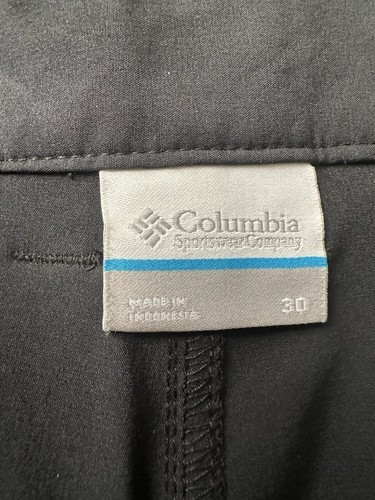 Columbia
Sportswear Company
MADE IN
INDONESIA
30